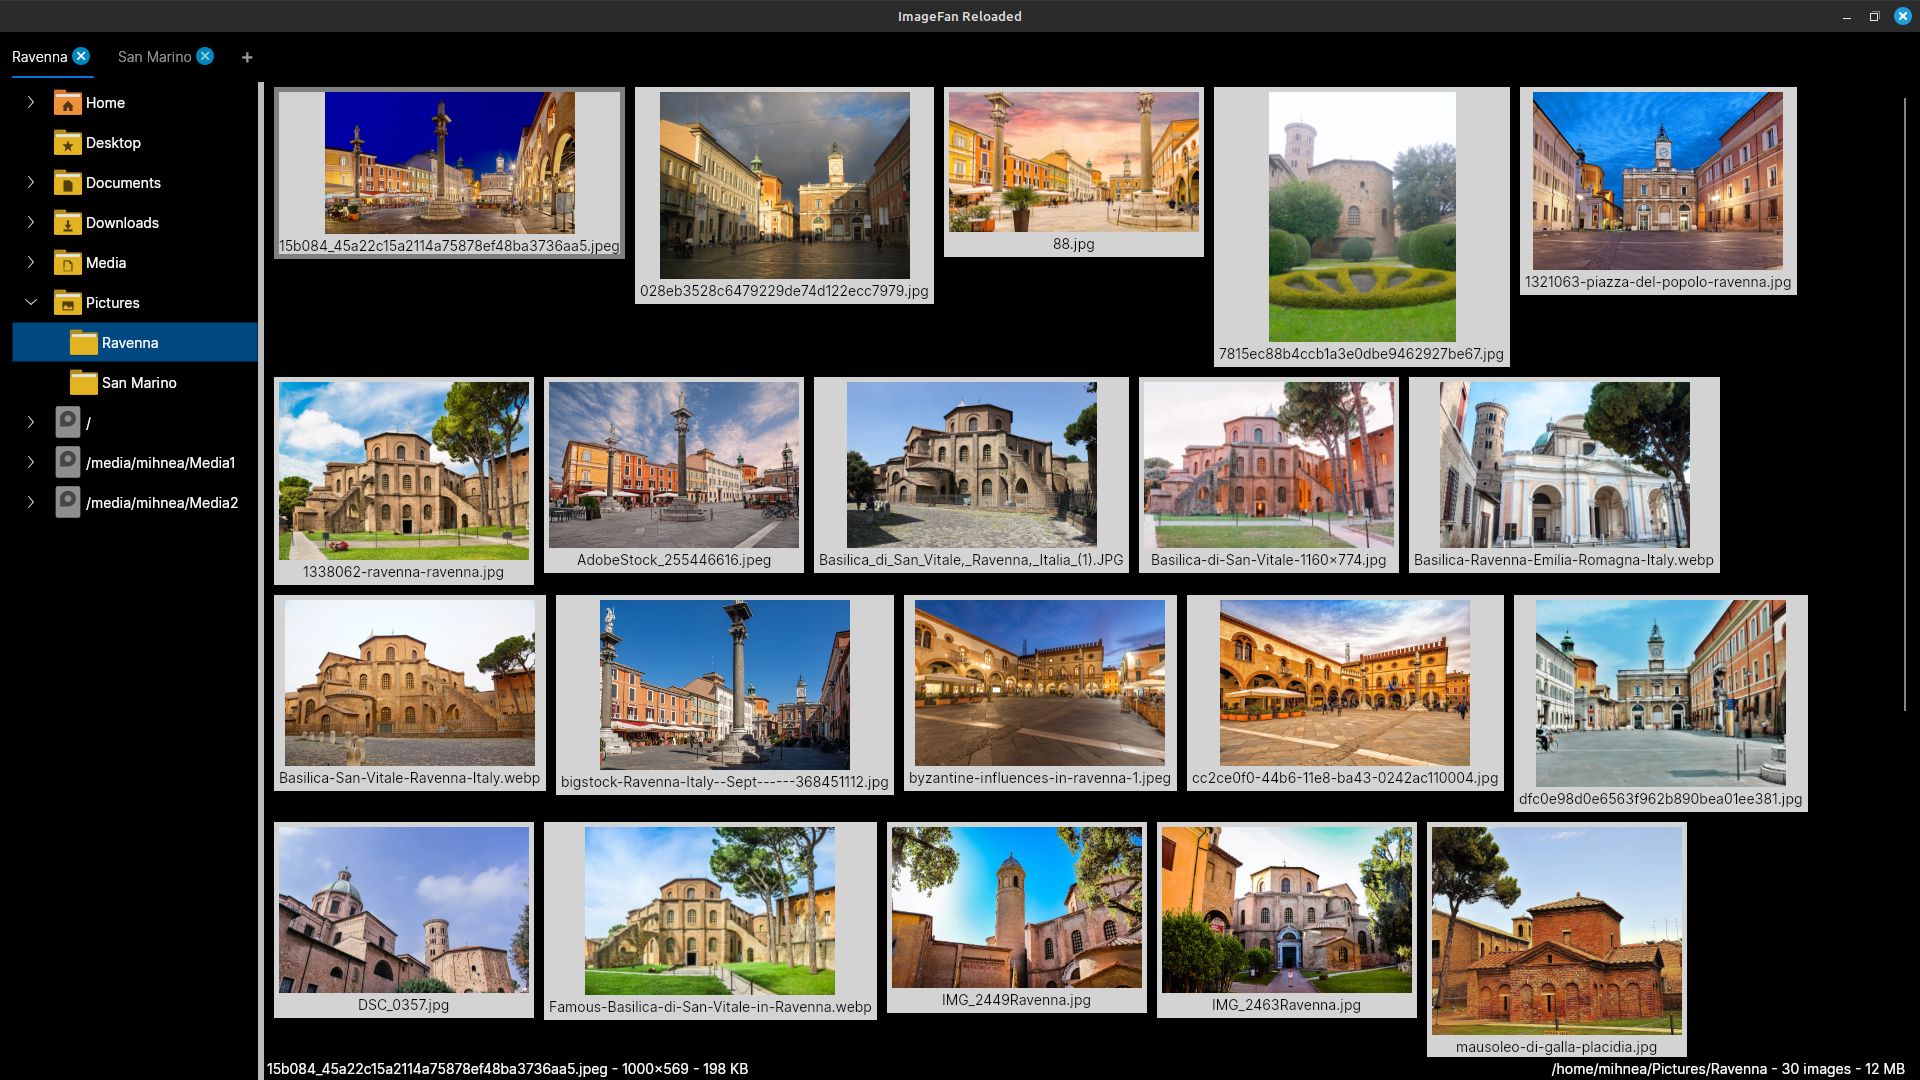 ImageFan Reloaded
Ravenna
San Marino
+
Home
Desktop
Documents
Downloads
Media
Pictures
Ravenna
San Marino
/
/media/mihnea/Media1
/media/mihnea/Media2
15b084_45a22c15a2114a75878ef48ba3736aa5.jpeg
028eb3528c6479229de74d122ecc7979.jpg
88.jpg
7815ec88b4ccb1a3e0dbe9462927be67.jpg
1321063-piazza-del-popolo-ravenna.jpg
1338062-ravenna-ravenna.jpg
AdobeStock_255446616.jpeg
Basilica_di_San_Vitale,_Ravenna,_Italia_(1).JPG
Basilica-di-San-Vitale-1160×774.jpg
Basilica-Ravenna-Emilia-Romagna-Italy.webp
Basilica-San-Vitale-Ravenna-Italy.webp
bigstock-Ravenna-Italy--Sept------368451112.jpg
byzantine-influences-in-ravenna-1.jpeg
cc2ce0f0-44b6-11e8-ba43-0242ac110004.jpg
dfc0e98d0e6563f962b890bea01ee381.jpg
DSC_0357.jpg
Famous-Basilica-di-San-Vitale-in-Ravenna.webp
IMG_2449Ravenna.jpg
IMG_2463Ravenna.jpg
mausoleo-di-galla-placidia.jpg
15b084_45a22c15a2114a75878ef48ba3736aa5.jpeg - 1000×569 - 198 KB
/home/mihnea/Pictures/Ravenna - 30 images - 12 MB